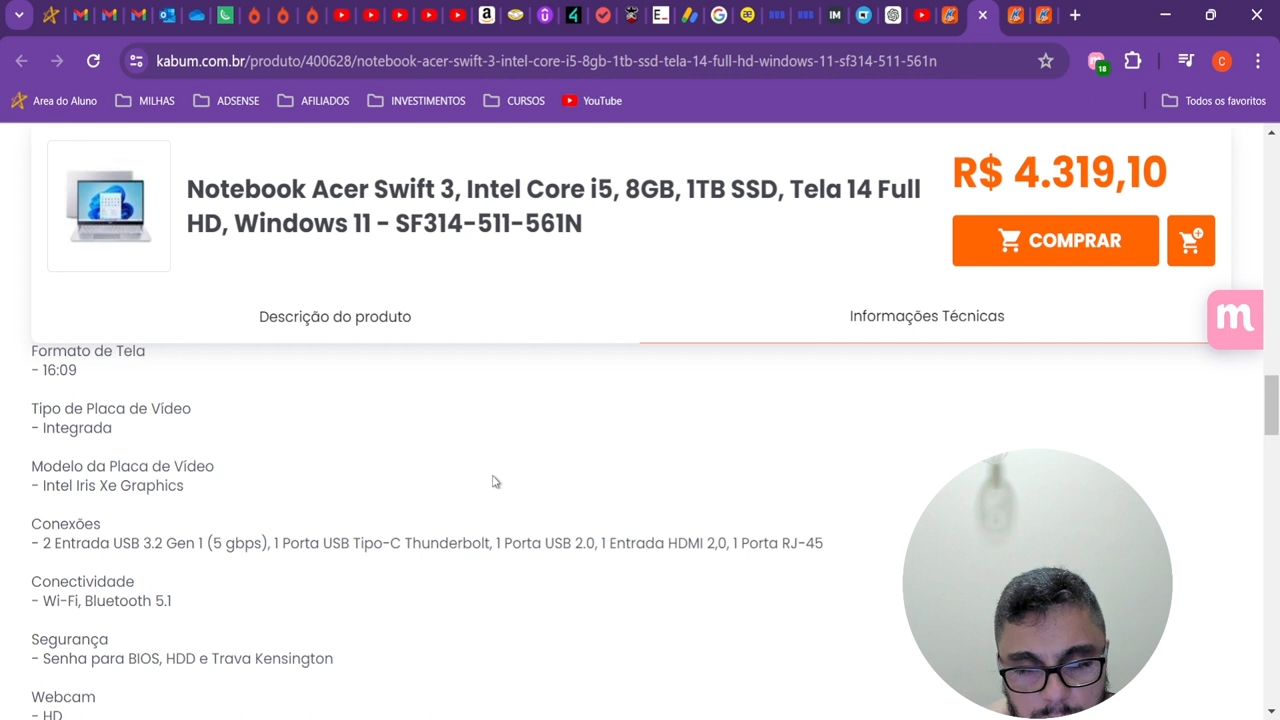 kabum.com.br/produto/400628/notebook-acer-swift-3-intel-core-i5-8gb-1tb-ssd-tela-14-full-hd-windows-11-sf314-511-561n
18
C
Area do Aluno
MILHAS
ADSENSE
AFILIADOS
INVESTIMENTOS
CURSOS
YouTube
Todos os favoritos
Notebook Acer Swift 3, Intel Core i5, 8GB, 1TB SSD, Tela 14 Full
HD, Windows 11 - SF314-511-561N
R$ 4.319,10
COMPRAR
Descrição do produto
Informações Técnicas
m
Formato de Tela
- 16:09
Tipo de Placa de Vídeo
- Integrada
Modelo da Placa de Vídeo
- Intel Iris Xe Graphics
Conexões
- 2 Entrada USB 3.2 Gen 1 (5 gbps), 1 Porta USB Tipo-C Thunderbolt, 1 Porta USB 2.0, 1 Entrada HDMI 2,0, 1 Porta RJ-45
Conectividade
- Wi-Fi, Bluetooth 5.1
Segurança
- Senha para BIOS, HDD e Trava Kensington
Webcam
- HD